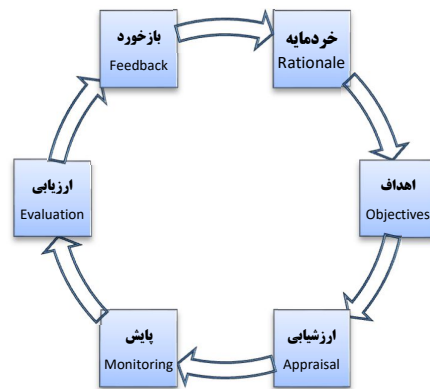 بازخورد
Feedback
خردمایه
Rationale
اهداف
Objectives
ارزشیابی
Appraisal
پایش
Monitoring
ارزیابی
Evaluation